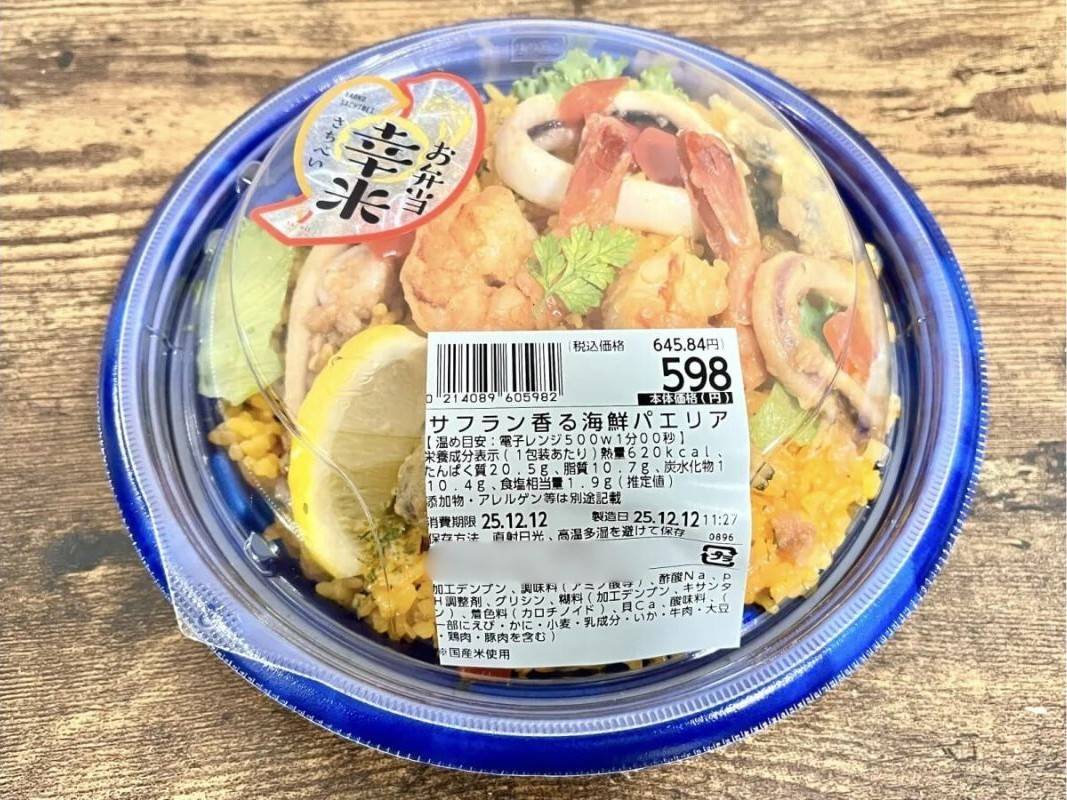 お弁当
幸米
さちべい
(税込価格 645.84円)
598
本体価格(円)
0 214089 605982
サフラン香る海鮮パエリア
【温め目安:電子レンジ500w1分00秒】
栄養成分表示(1包装あたり)熱量620kcal、
たんぱく質20.5g、脂質10.7g、炭水化物1
10.4g、食塩相当量1.9g(推定値)
添加物・アレルゲン等は別途記載
消費期限 25.12.12 製造日 25.12.12 11:27
保存方法 直射日光、高温多湿を避けて保存
0896
プラ
酢酸Na、p
加工デンプン、調味料(アミノ酸等)、
H調整剤、グリシン、糊料(加工デンプン、キサンタ
ン)、着色料(カロチノイド)、貝Ca、酸味料、(
一部にえび・かに・小麦・乳成分・いか・牛肉・大豆
・鶏肉・豚肉を含む)
※国産米使用